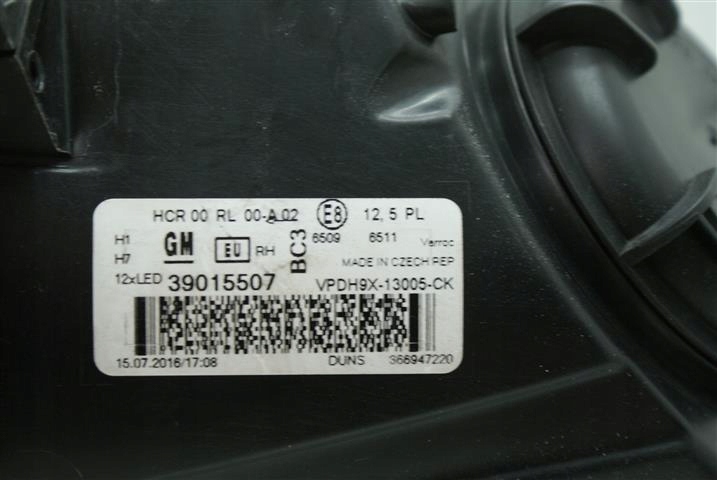 HCR 00 RL 00-A 02 E8 12, 5 PL
H1 GM EU RH BC3 6509 6511 Varroc
H7 MADE IN CZECH REP
12xLED 39015507 VPDH9X-13005-CK
15.07.2016/17:08 DUNS 366947220